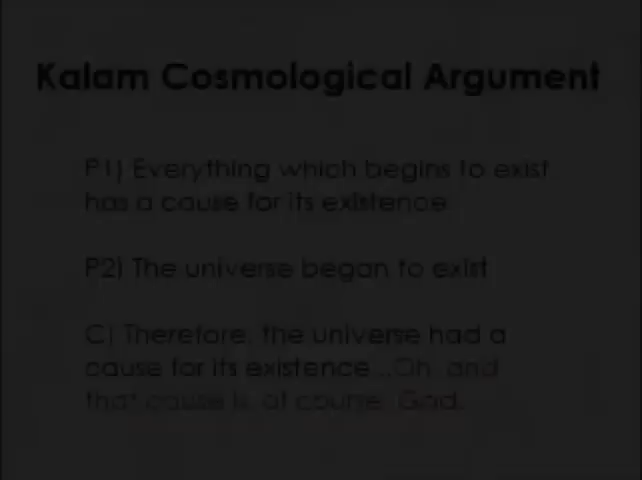 Kalam Cosmological Argument
P1) Everything which begins to exist
has a cause for its existence
P2) The universe began to exist
C) Therefore, the universe had a
cause for its existence...Oh, and
that cause is, of course, God.